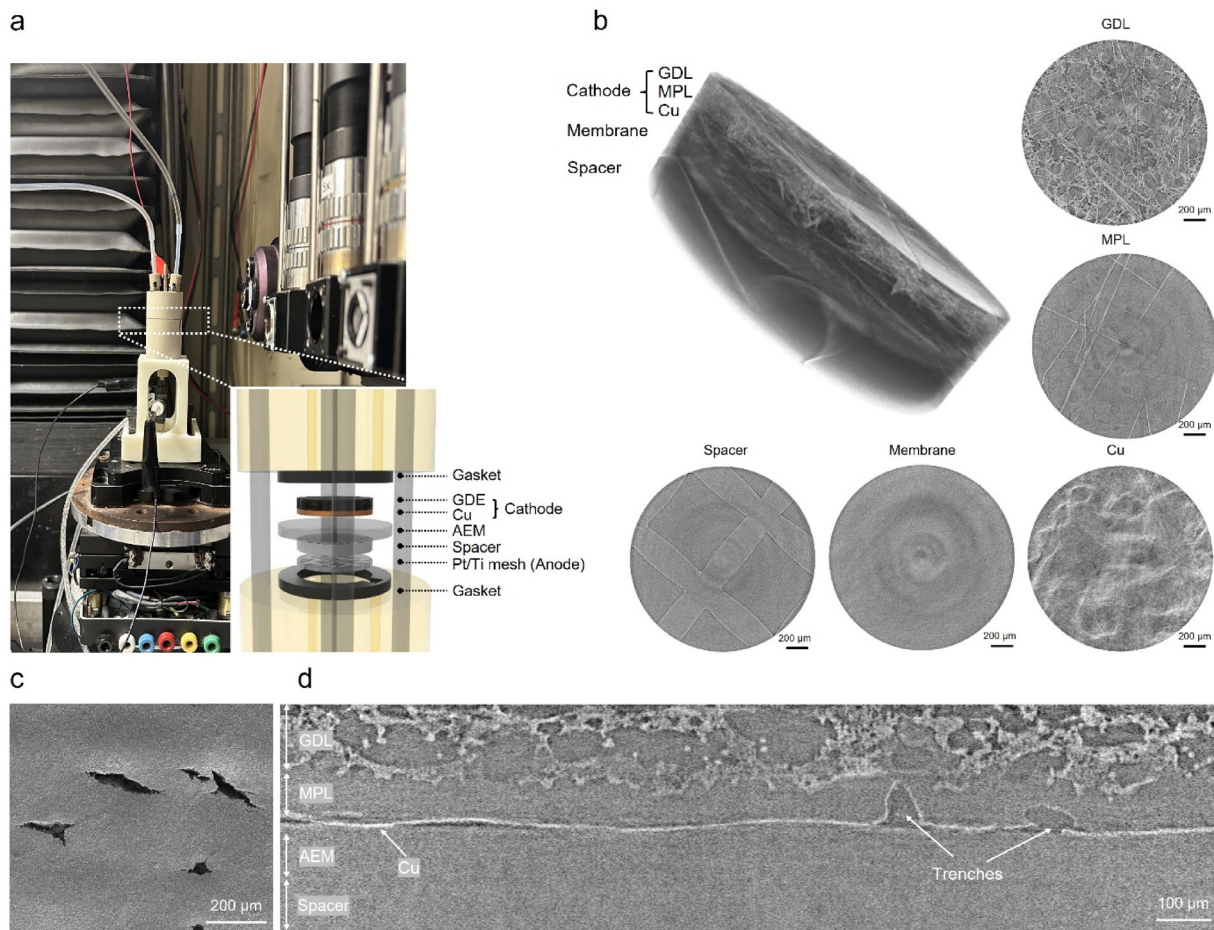 a
5x
Gasket
GDE
Cu
Cathode
AEM
Spacer
Pt/Ti mesh (Anode)
Gasket
b
Cathode
GDL
MPL
Cu
Membrane
Spacer
GDL
200 µm
MPL
200 µm
Spacer
200 µm
Membrane
200 µm
Cu
200 µm
c
200 µm
d
GDL
MPL
AEM
Spacer
Cu
Trenches
100 µm